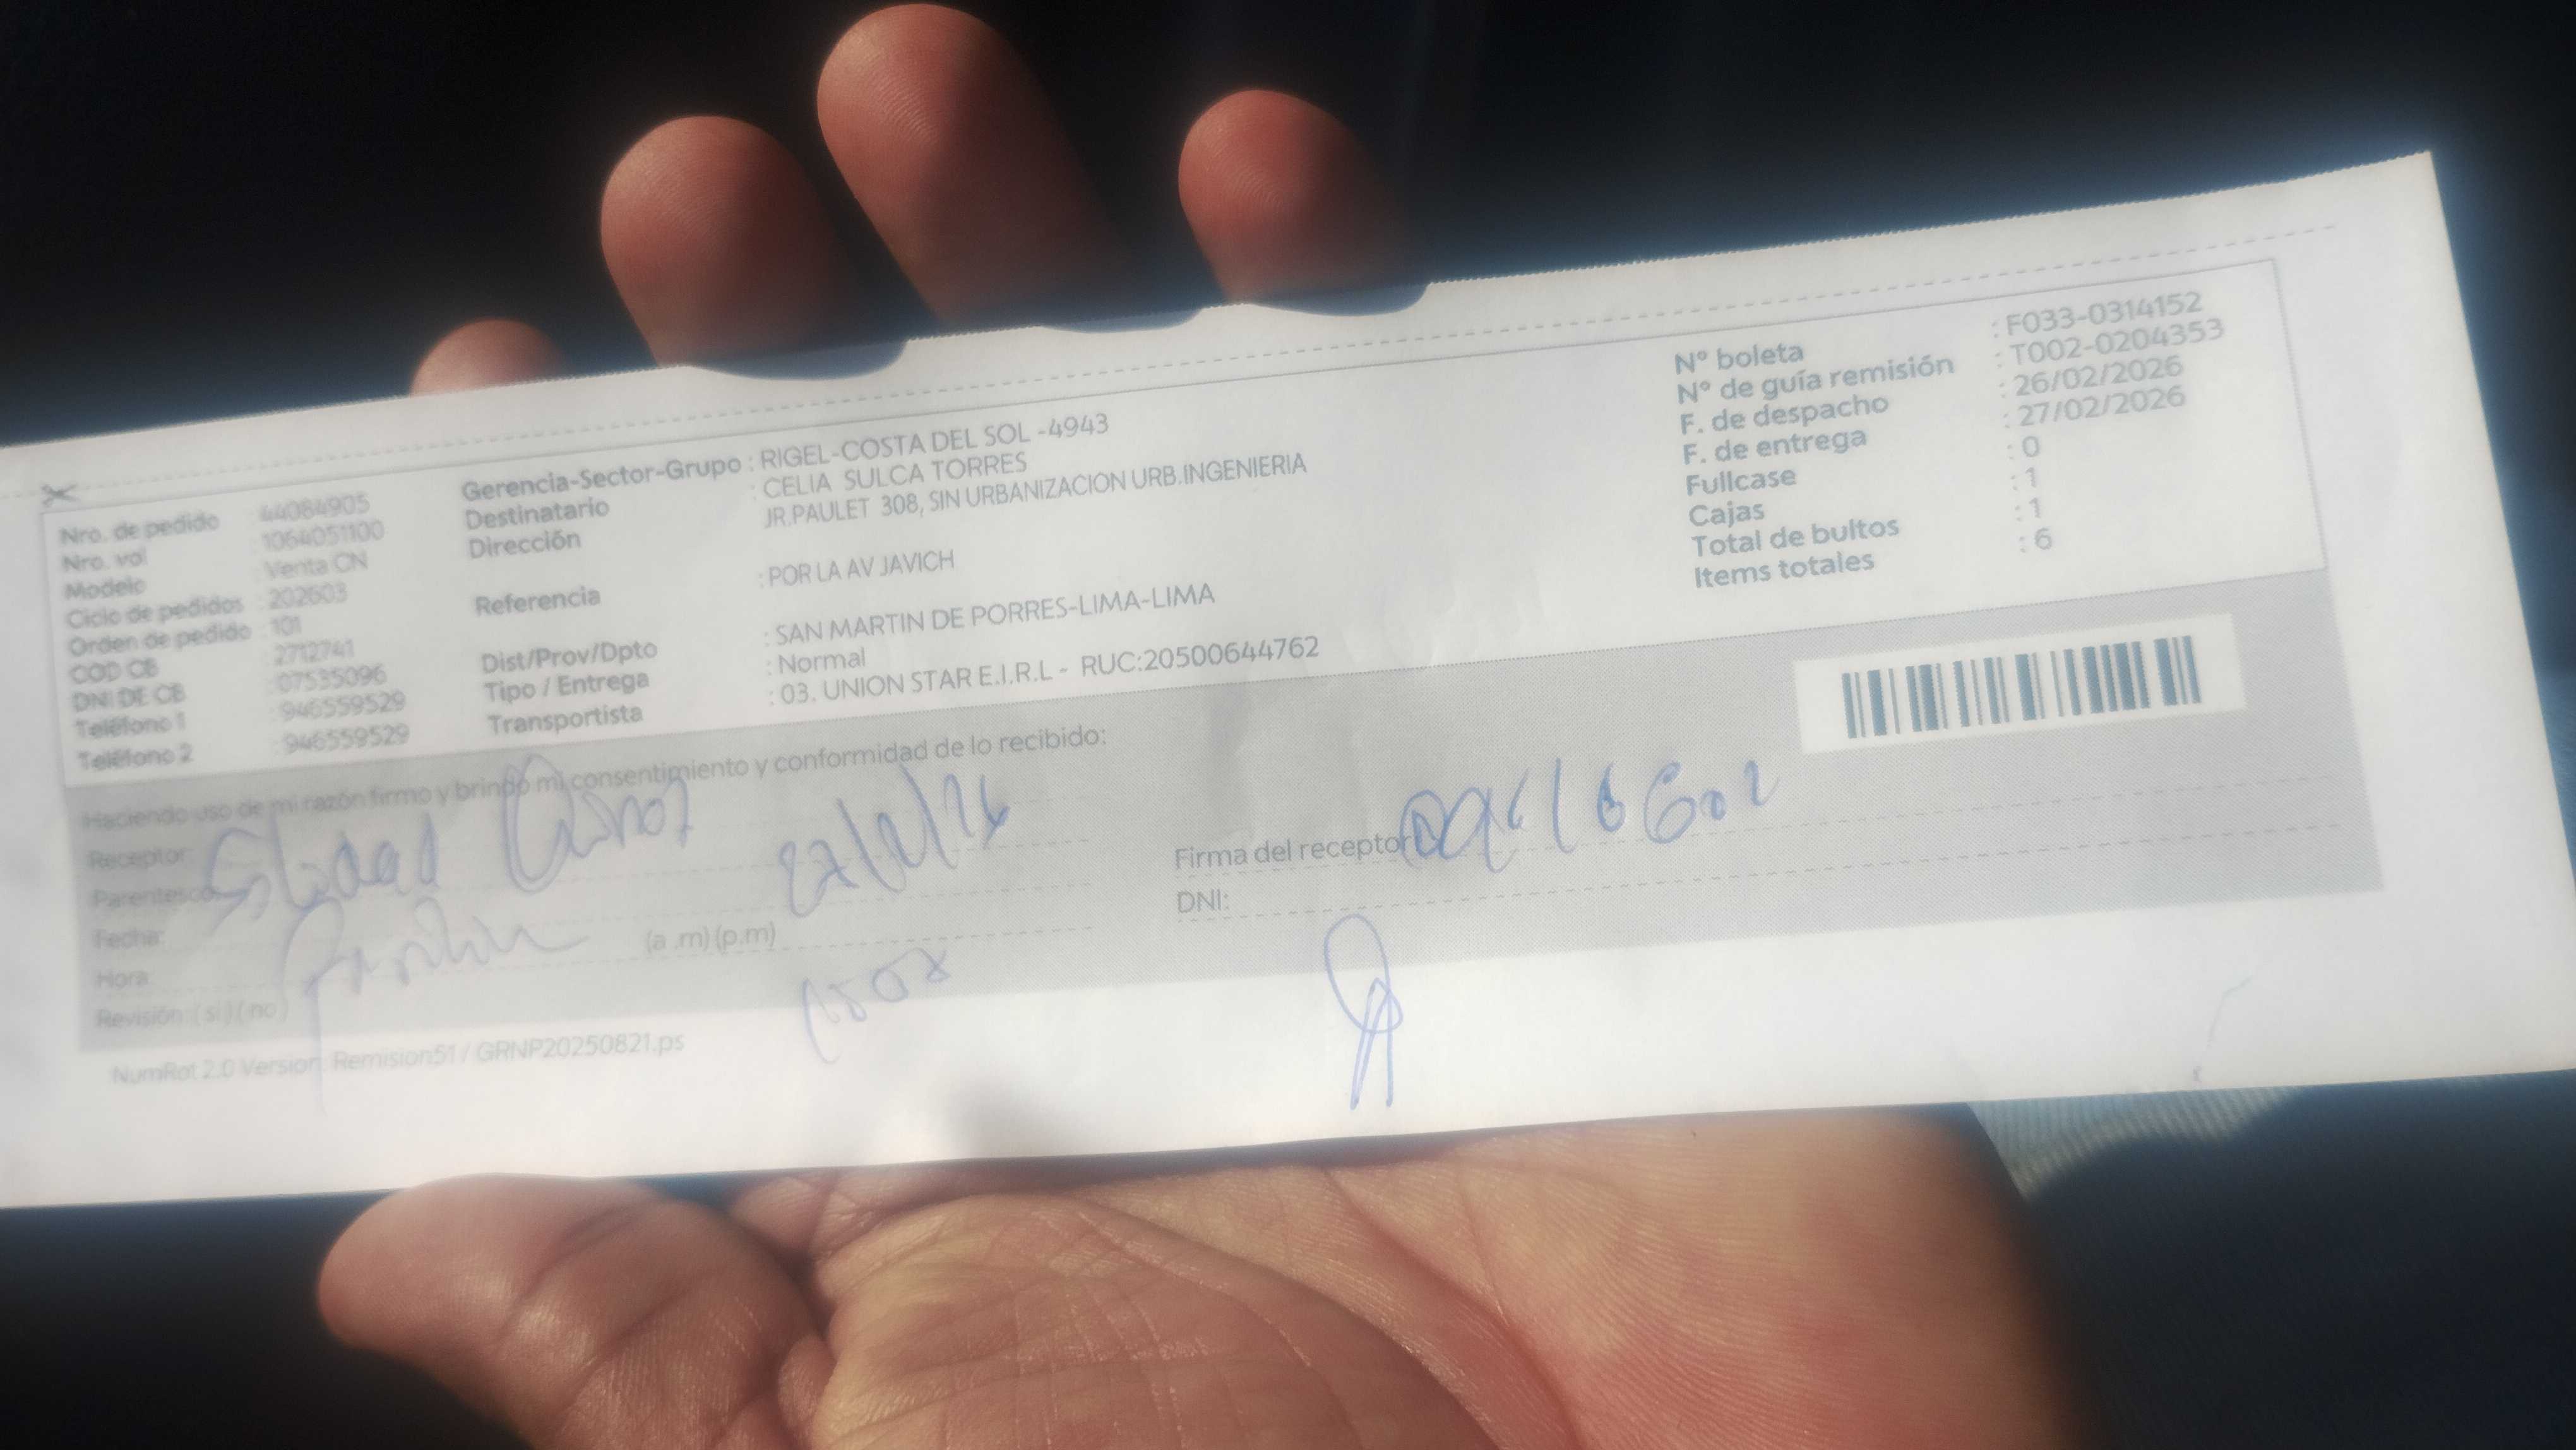 Nro. de pedido : 44084905
Nro. vol : 1064051100
Modelo : Venta CN
Ciclo de pedidos : 202603
Orden de pedido : 101
COD CB : 2712741
DNI DE CB : 07535096
Teléfono 1 : 946559529
Teléfono 2 : 946559529
Gerencia-Sector-Grupo : RIGEL-COSTA DEL SOL -4943
Destinatario : CELIA SULCA TORRES
Dirección : JR.PAULET 308, SIN URBANIZACION URB.INGENIERIA
Referencia : POR LA AV JAVICH
Dist/Prov/Dpto : SAN MARTIN DE PORRES-LIMA-LIMA
Tipo / Entrega : Normal
Transportista : 03. UNION STAR E.I.R.L - RUC:20500644762
N° boleta : F033-0314152
N° de guía remisión : T002-0204353
F. de despacho : 26/02/2026
F. de entrega : 27/02/2026
Fullcase : 0
Cajas : 1
Total de bultos : 1
Items totales : 6
Haciendo uso de mi razón firmo y brindo mi consentimiento y conformidad de lo recibido:
Receptor: Soledad
Parentesco:
Fecha:
Hora (a .m) (p.m)
Revisión: ( si ) ( no )
Firma del receptor
DNI:
NumRot 2.0 Version: Remision51 / GRNP20250821.ps